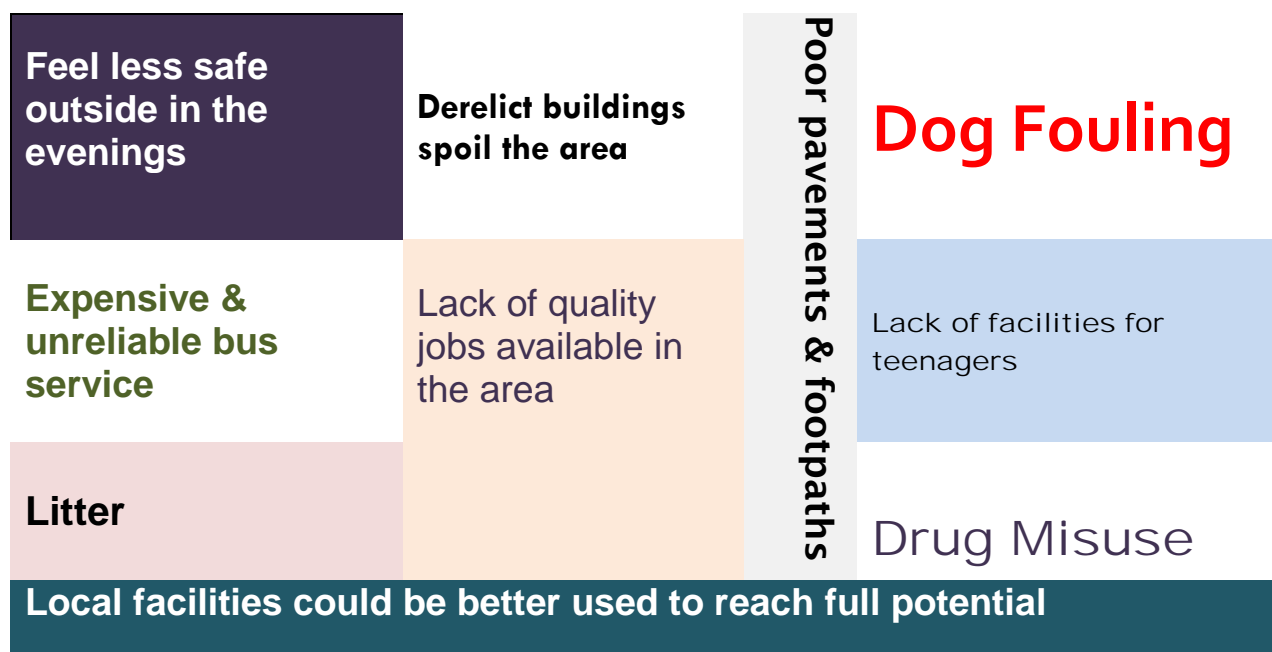 Feel less safe
outside in the
evenings
Derelict buildings
spoil the area
Poor pavements & footpaths
Dog Fouling
Expensive &
unreliable bus
service
Lack of quality
jobs available in
the area
Lack of facilities for
teenagers
Litter
Drug Misuse
Local facilities could be better used to reach full potential